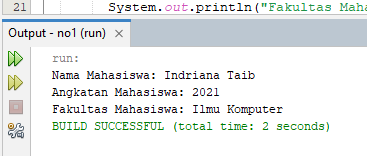 21 System.out.println("Fakultas Maha
Output - no1 (run) ×
run:
Nama Mahasiswa: Indriana Taib
Angkatan Mahasiswa: 2021
Fakultas Mahasiswa: Ilmu Komputer
BUILD SUCCESSFUL (total time: 2 seconds)